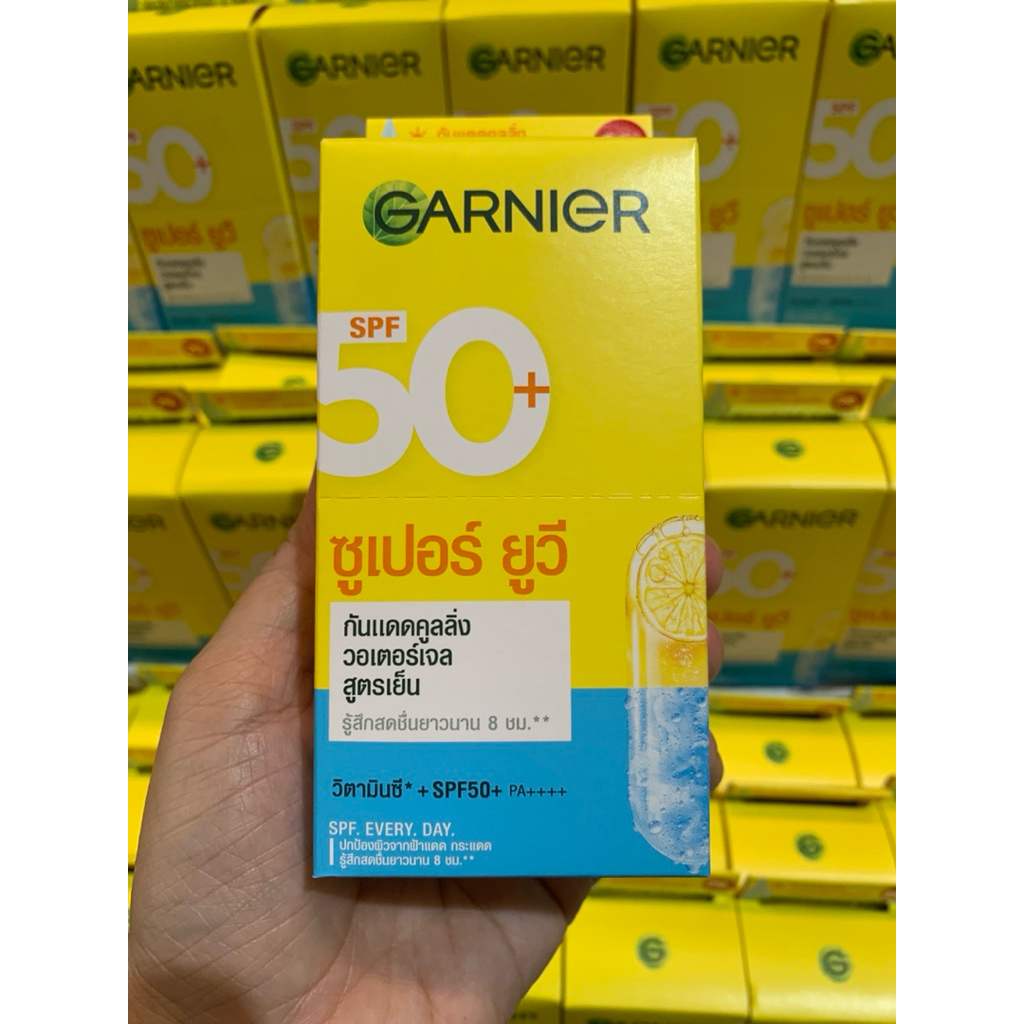 GARNIER
SPF
50+
ซูเปอร์ ยูวี
กันแดดคูลลิ่ง
วอเตอร์เจล
สูตรเย็น
รู้สึกสดชื่นยาวนาน 8 ชม.**
วิตามินซี* + SPF50+ PA++++
SPF. EVERY. DAY.
ปกป้องผิวจากฝ้าแดด กระแดด
รู้สึกสดชื่นยาวนาน 8 ชม.**
GARNIER
GARNIER
GARNIER
GARNIER
GARNIER